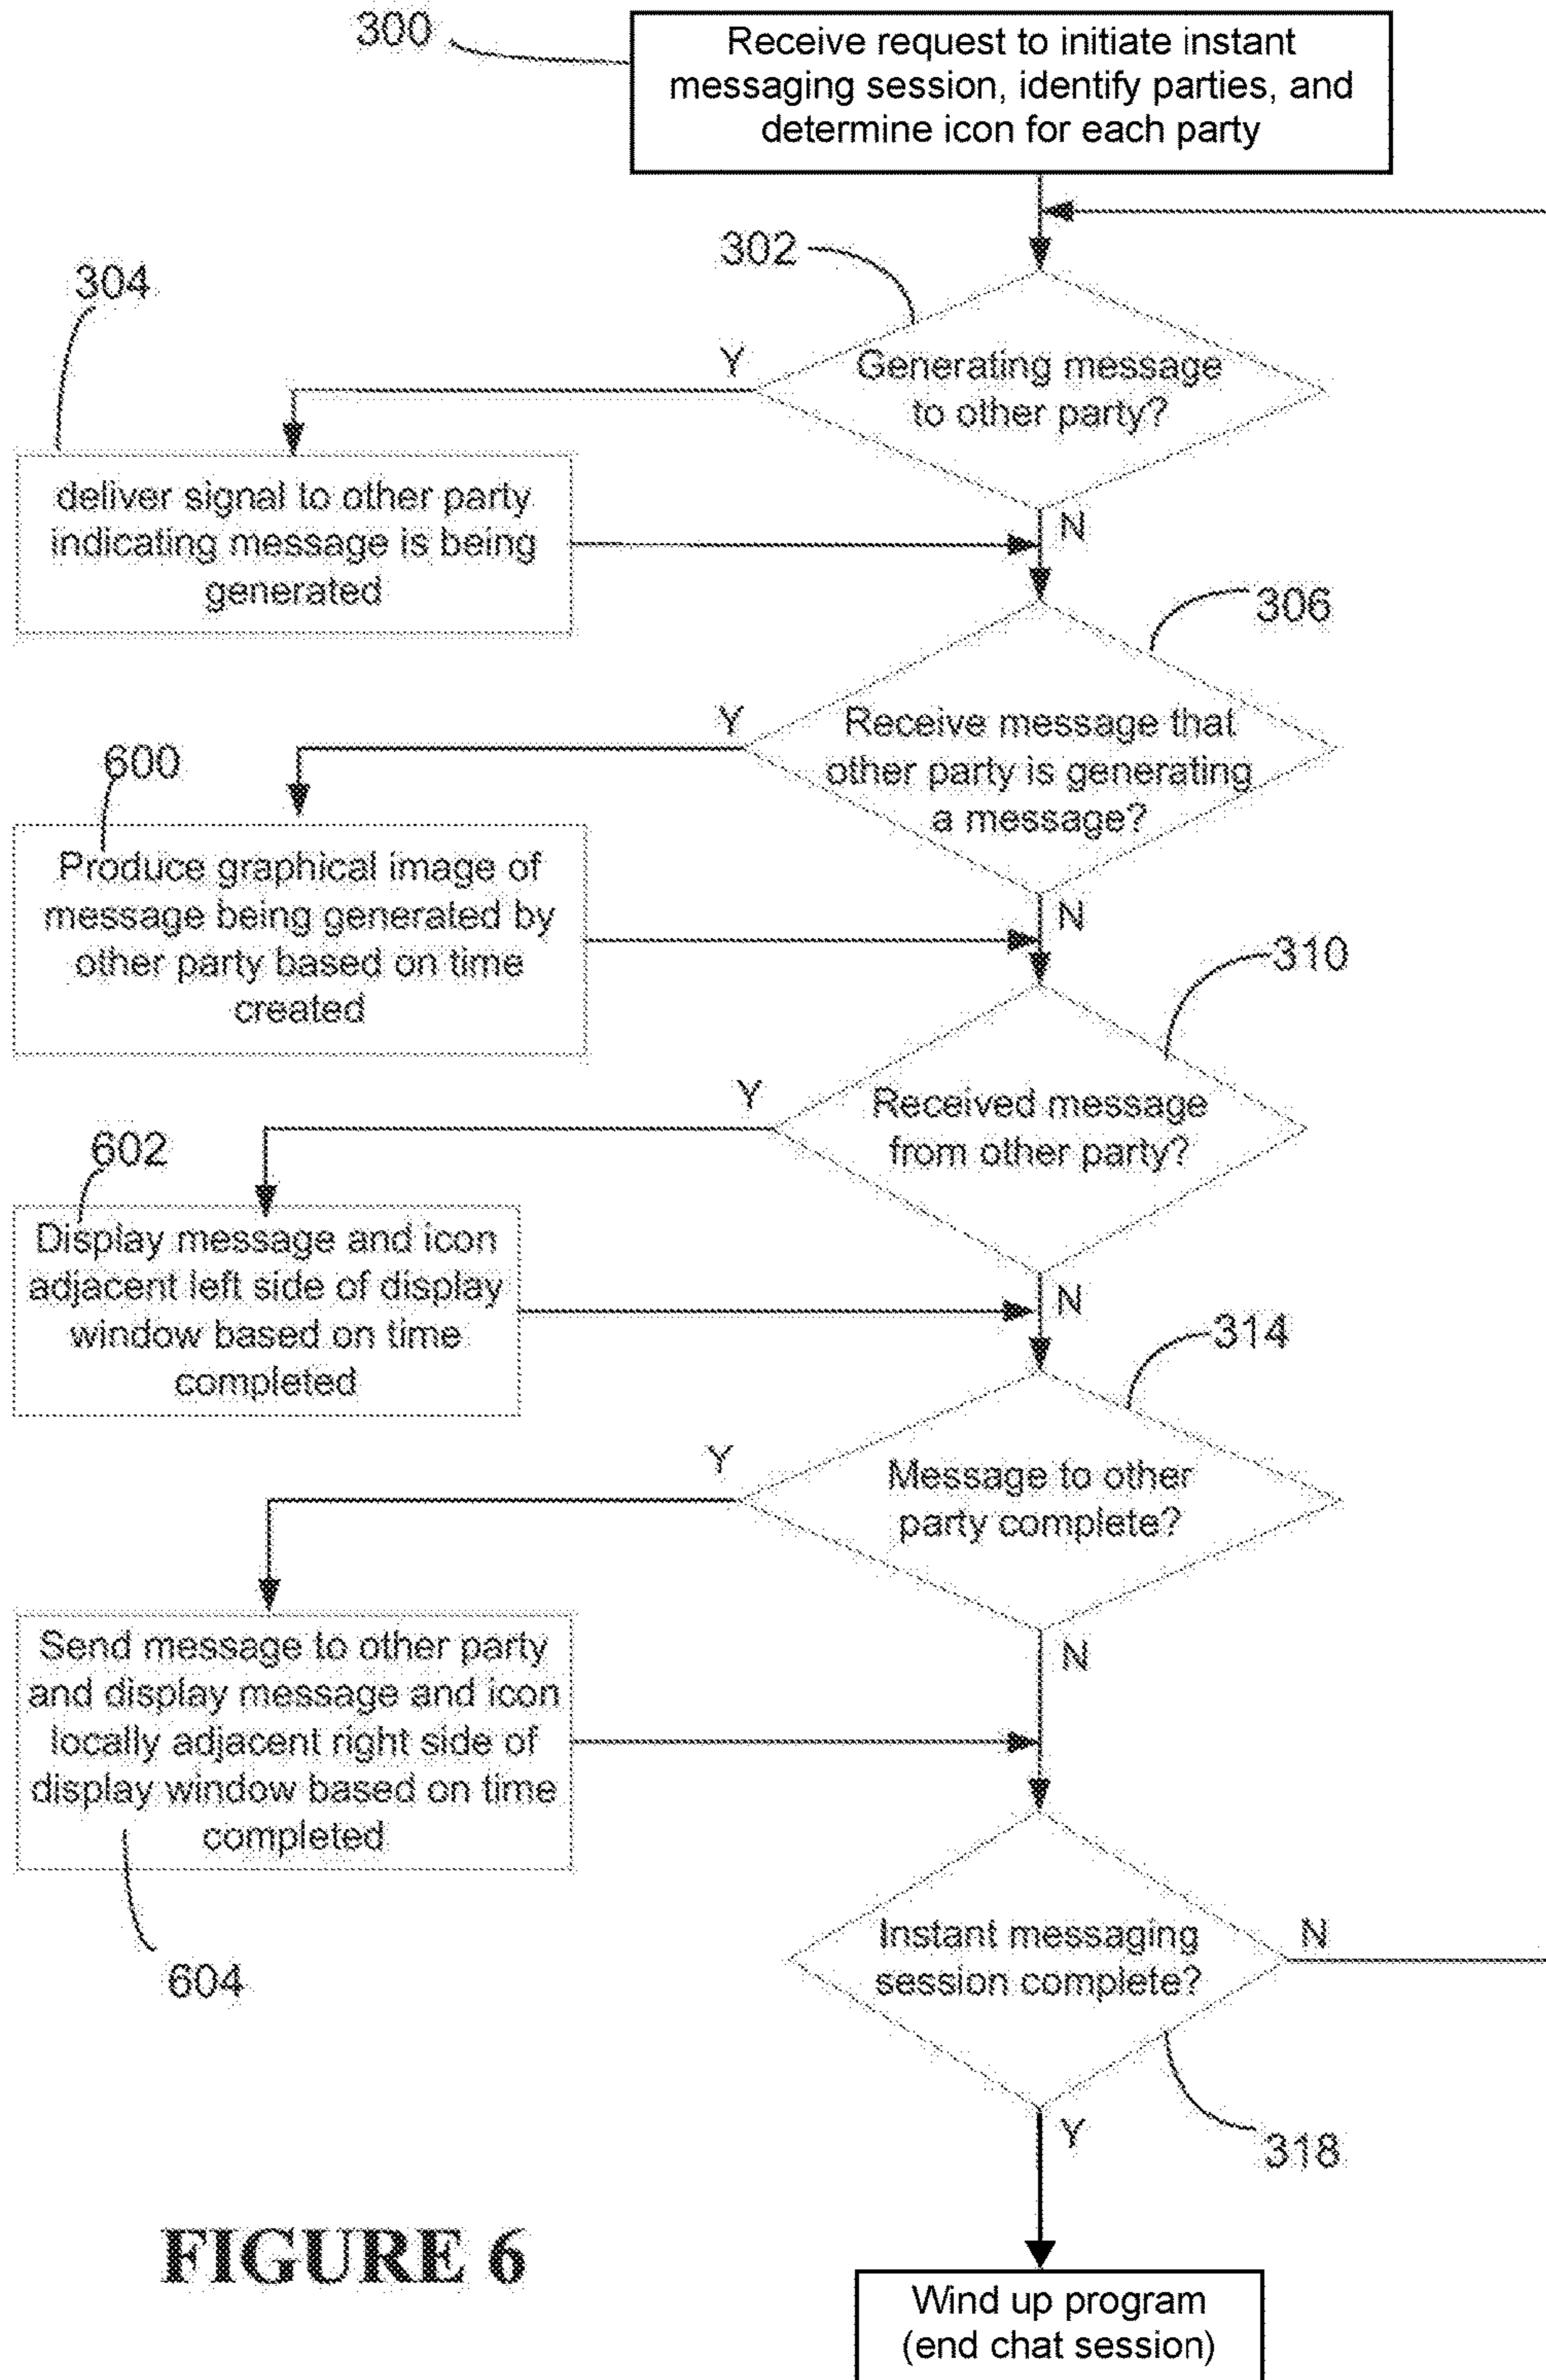 300
Receive request to initiate instant
messaging session, identify parties, and
determine icon for each party
302
304
Y
Generating message
to other party?
deliver signal to other party
indicating message is being
generated
N
306
Y
Receive message that
other party is generating
a message?
600
Produce graphical image of
message being generated by
other party based on time
created
N
310
Y
Received message
from other party?
602
Display message and icon
adjacent left side of display
window based on time
completed
N
314
Y
Message to other
party complete?
Send message to other party
and display message and icon
locally adjacent right side of
display window based on time
completed
N
604
Instant messaging
session complete?
N
Y
318
FIGURE 6
Wind up program
(end chat session)